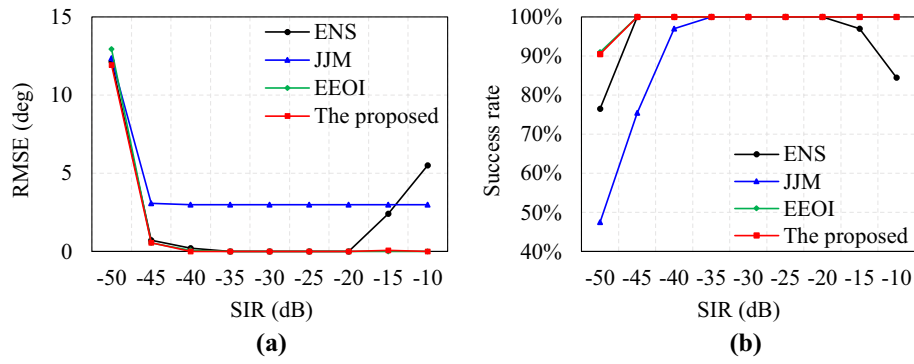 15
10
5
0
RMSE (deg)
ENS
JJM
EEOI
The proposed
-50 -45 -40 -35 -30 -25 -20 -15 -10
SIR (dB)
(a)
100%
90%
80%
70%
60%
50%
40%
Success rate
ENS
JJM
EEOI
The proposed
-50 -45 -40 -35 -30 -25 -20 -15 -10
SIR (dB)
(b)